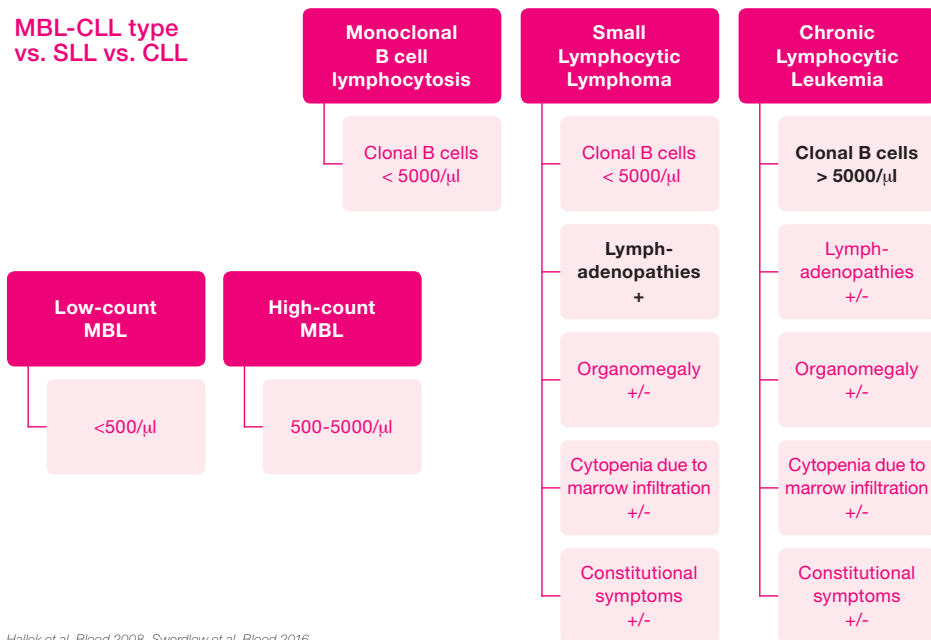 MBL-CLL type
vs. SLL vs. CLL
Monoclonal
B cell
lymphocytosis
Clonal B cells
< 5000/µl
Low-count
MBL
<500/µl
High-count
MBL
500-5000/µl
Small
Lymphocytic
Lymphoma
Clonal B cells
< 5000/µl
Lymph-
adenopathies
+
Organomegaly
+/-
Cytopenia due to
marrow infiltration
+/-
Constitutional
symptoms
+/-
Chronic
Lymphocytic
Leukemia
Clonal B cells
> 5000/µl
Lymph-
adenopathies
+/-
Organomegaly
+/-
Cytopenia due to
marrow infiltration
+/-
Constitutional
symptoms
+/-
Hallek et al. Blood 2008, Swerdlow et al. Blood 2016